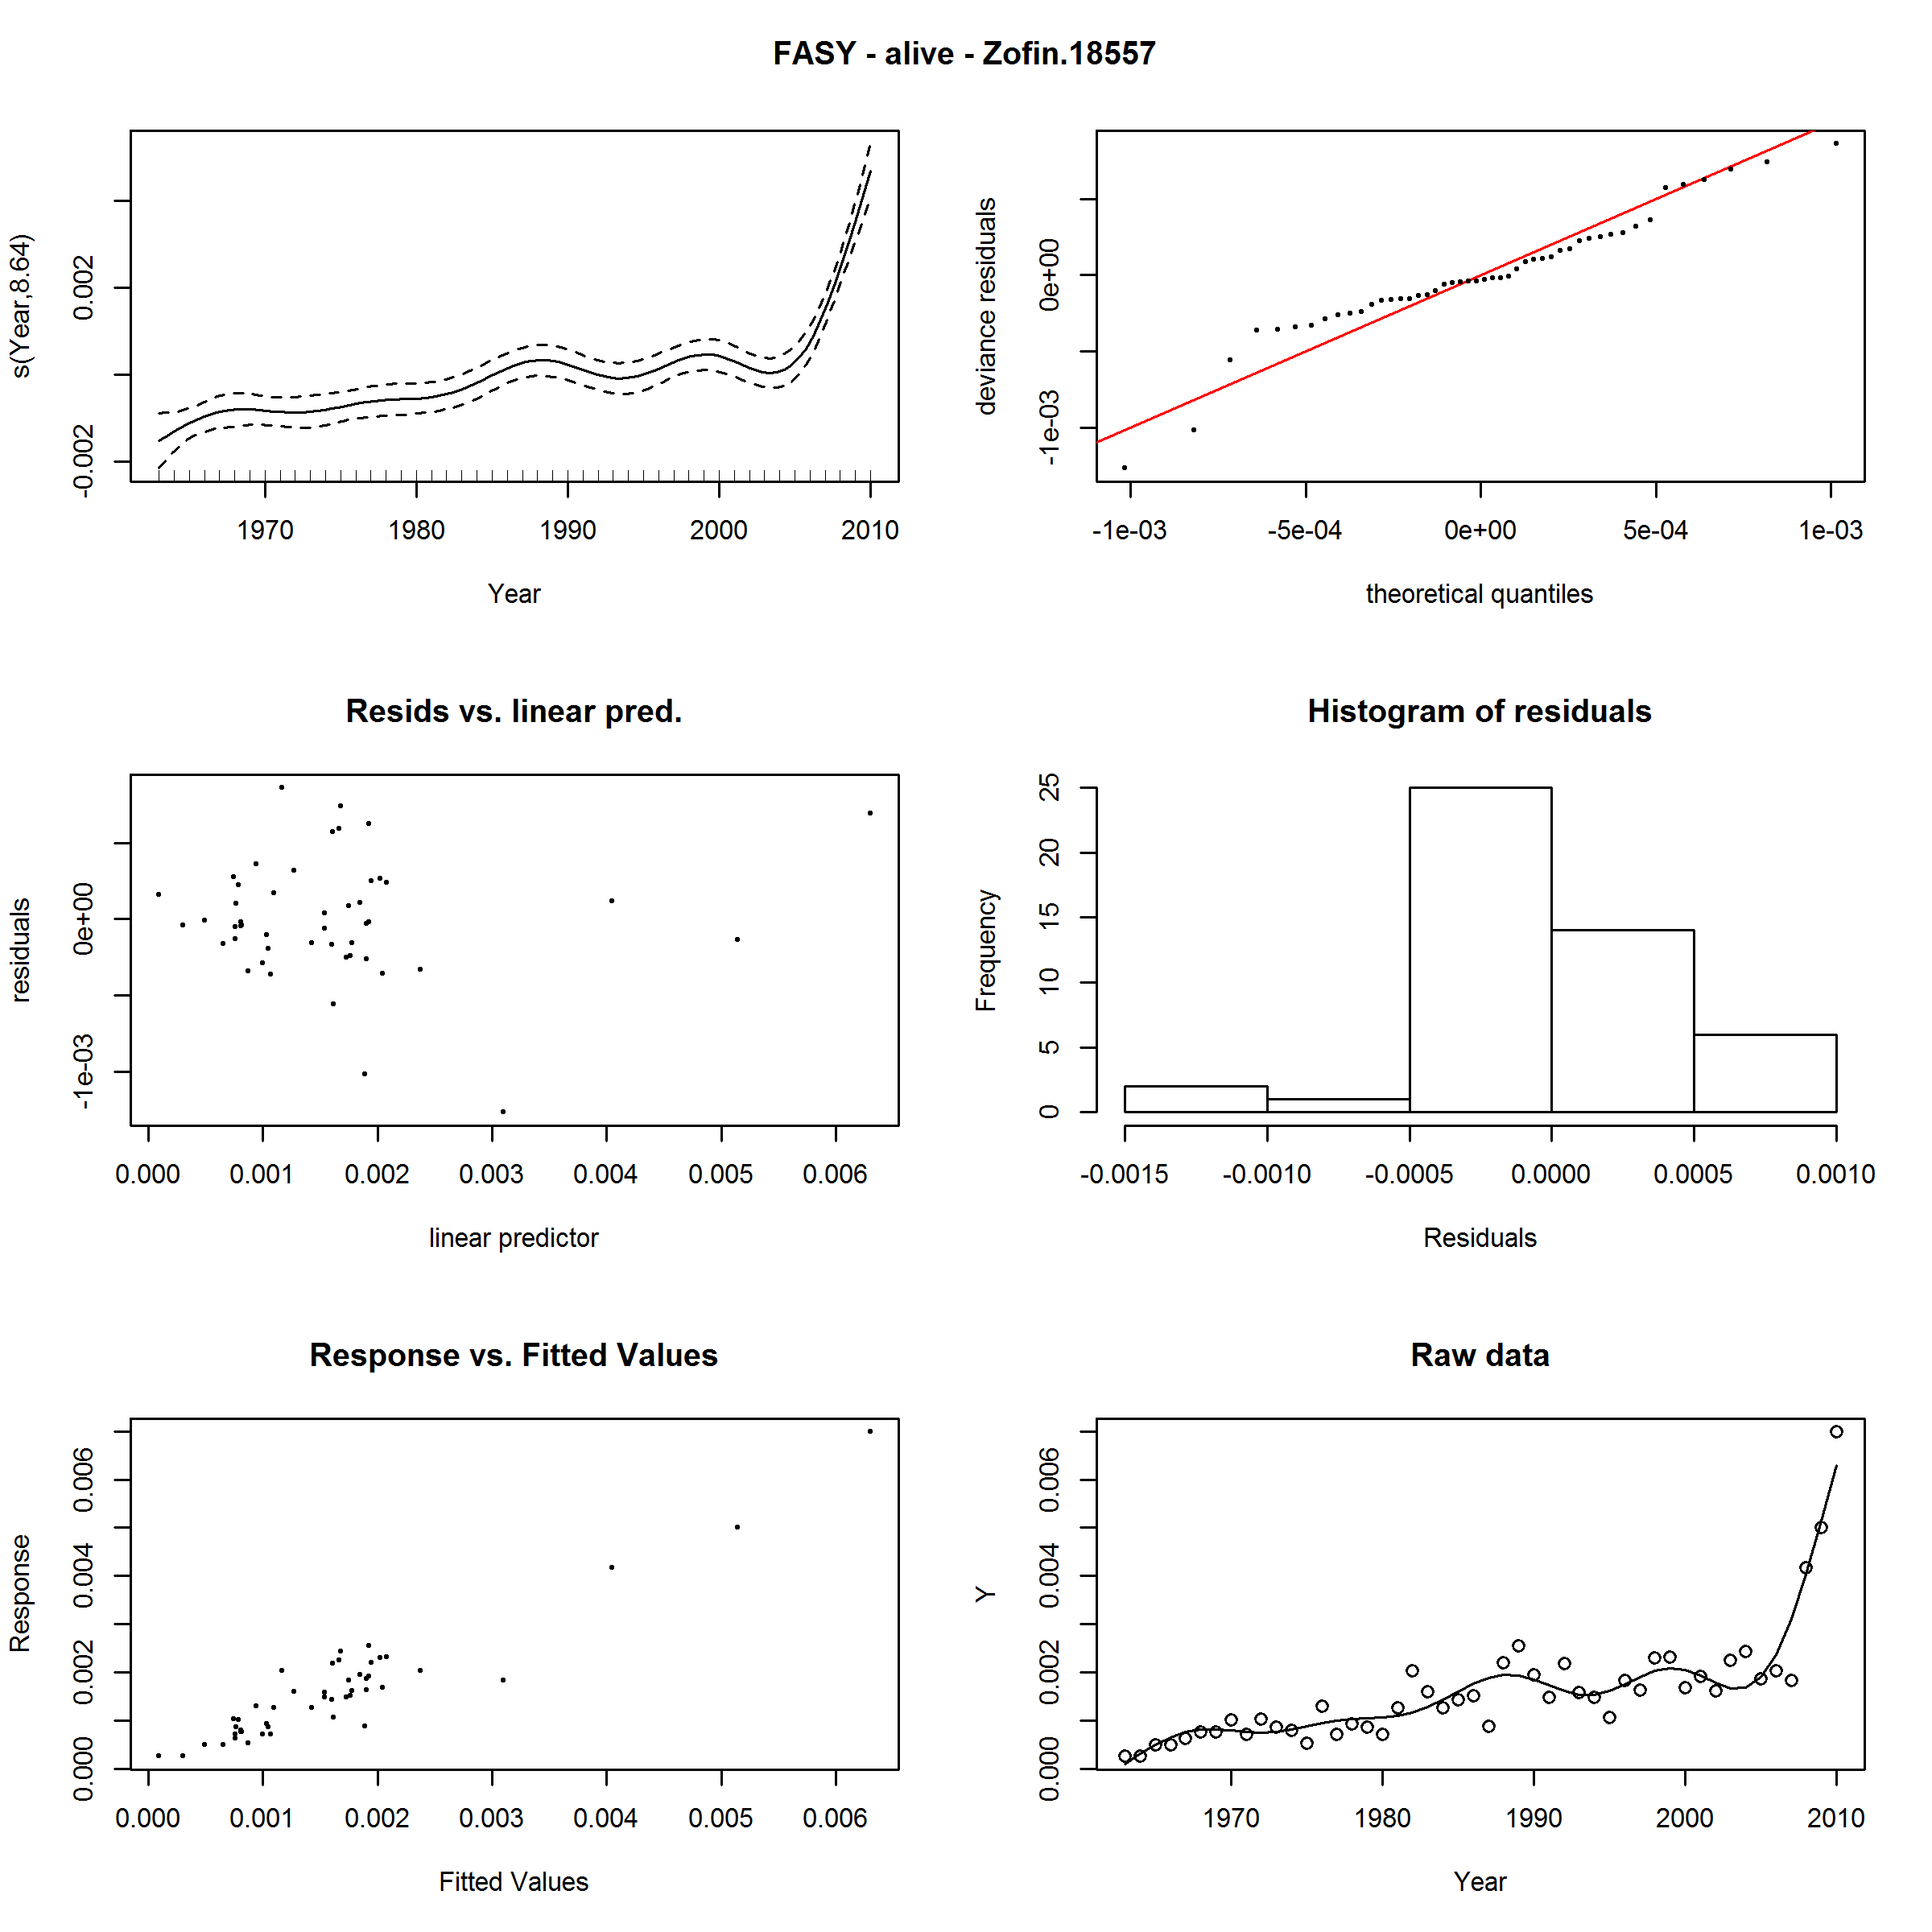 FASY - alive - Zofin.18557
s(Year,8.64)
-0.002 0.002
1970 1980 1990 2000 2010
Year
deviance residuals
-1e-03 0e+00
-1e-03 -5e-04 0e+00 5e-04 1e-03
theoretical quantiles
Resids vs. linear pred.
residuals
-1e-03 0e+00
0.000 0.001 0.002 0.003 0.004 0.005 0.006
linear predictor
Histogram of residuals
Frequency
0 5 10 15 20 25
-0.0015 -0.0010 -0.0005 0.0000 0.0005 0.0010
Residuals
Response vs. Fitted Values
Response
0.000 0.002 0.004 0.006
0.000 0.001 0.002 0.003 0.004 0.005 0.006
Fitted Values
Raw data
Y
0.000 0.002 0.004 0.006
1970 1980 1990 2000 2010
Year